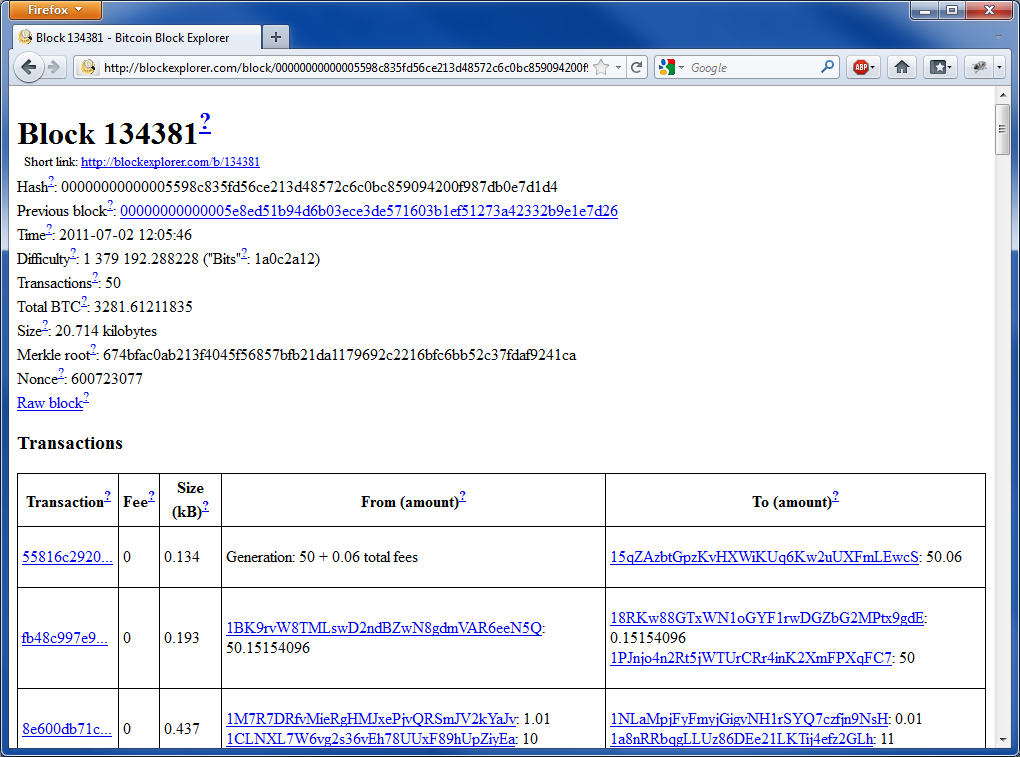 Firefox
Block 134381 - Bitcoin Block Explorer
http://blockexplorer.com/block/00000000000005598c835fd56ce213d48572c6c0bc859094200f9
Google
ABP
Block 134381?
Short link: http://blockexplorer.com/b/134381
Hash?: 00000000000005598c835fd56ce213d48572c6c0bc859094200f987db0e7d1d4
Previous block?: 00000000000005e8ed51b94d6b03ece3de571603b1ef51273a42332b9e1e7d26
Time?: 2011-07-02 12:05:46
Difficulty?: 1 379 192.288228 ("Bits"?: 1a0c2a12)
Transactions?: 50
Total BTC?: 3281.61211835
Size?: 20.714 kilobytes
Merkle root?: 674bfac0ab213f4045f56857bfb21da1179692c2216bfc6bb52c37fdaf9241ca
Nonce?: 600723077
Raw block?
Transactions
Transaction? Fee? Size (kB)? From (amount)? To (amount)?
55816c2920... 0 0.134 Generation: 50 + 0.06 total fees 15qZAzbtGpzKvHXWiKUq6Kw2uUXFmLEwcS: 50.06
fb48c997e9... 0 0.193 1BK9rvW8TMLswD2ndBZwN8gdmVAR6eeN5Q: 50.15154096 18RKw88GTxWN1oGYF1rwDGZbG2MPtx9gdE: 0.15154096
1PJnjo4n2Rt5jWTUrCRr4inK2XmFPXqFC7: 50
8e600db71c... 0 0.437 1M7R7DRfvMieRgHMJxePjvQRSmJV2kYaJv: 1.01 1NLaMpjFyFmyjGigvNH1rSYQ7czfjn9NsH: 0.01
1CLNXL7W6vg2s36vEh78UUxF89hUpZiyEa: 10 1a8nRRbqgLLUz86DEe21LKTij4efz2GLh: 11